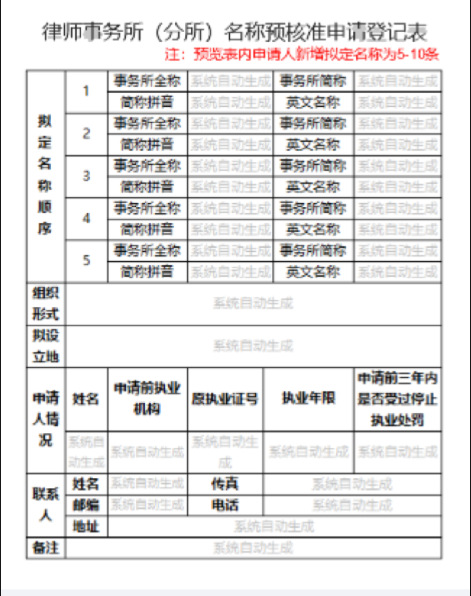 律师事务所（分所）名称预核准申请登记表
注：预览表内申请人新增拟定名称为5-10条
拟定名称顺序
1 事务所全称 系统自动生成 事务所简称 系统自动生成
简称拼音 系统自动生成 英文名称 系统自动生成
2 事务所全称 系统自动生成 事务所简称 系统自动生成
简称拼音 系统自动生成 英文名称 系统自动生成
3 事务所全称 系统自动生成 事务所简称 系统自动生成
简称拼音 系统自动生成 英文名称 系统自动生成
4 事务所全称 系统自动生成 事务所简称 系统自动生成
简称拼音 系统自动生成 英文名称 系统自动生成
5 事务所全称 系统自动生成 事务所简称 系统自动生成
简称拼音 系统自动生成 英文名称 系统自动生成
组织形式 系统自动生成
拟设立地 系统自动生成
申请人情况
姓名 申请前执业机构 原执业证号 执业年限 申请前三年内是否受过停止执业处罚
系统自动生成 系统自动生成 系统自动生成 系统自动生成 系统自动生成
联系人
姓名 系统自动生成 传真 系统自动生成
邮编 系统自动生成 电话 系统自动生成
地址 系统自动生成
备注 系统自动生成